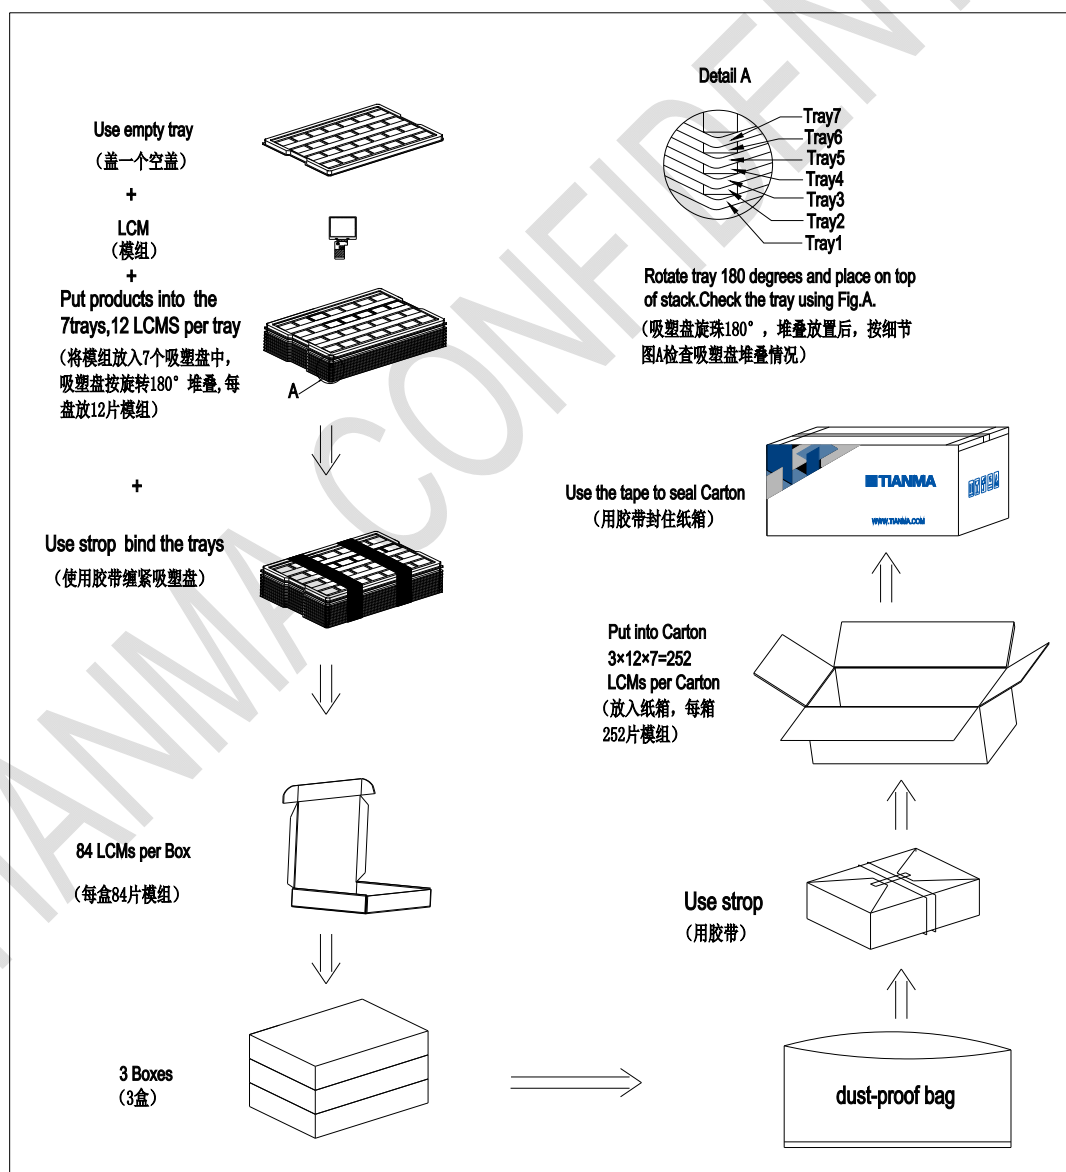 Use empty tray
（盖一个空盖）
+
LCM
（模组）
+
Put products into the
7trays,12 LCMS per tray
（将模组放入7个吸塑盘中，
吸塑盘按旋转180°堆叠,每
盘放12片模组）
A
+
Use strop bind the trays
（使用胶带缠紧吸塑盘）
84 LCMs per Box
（每盒84片模组）
3 Boxes
（3盒）
Detail A
Tray7
Tray6
Tray5
Tray4
Tray3
Tray2
Tray1
Rotate tray 180 degrees and place on top
of stack.Check the tray using Fig.A.
（吸塑盘旋珠180°，堆叠放置后，按细节
图A检查吸塑盘堆叠情况）
TIANMA
WWW.TIANMA.COM
Use the tape to seal Carton
（用胶带封住纸箱）
Put into Carton
3×12×7=252
LCMs per Carton
（放入纸箱，每箱
252片模组）
Use strop
（用胶带）
dust-proof bag
TIANMA CONFIDENT